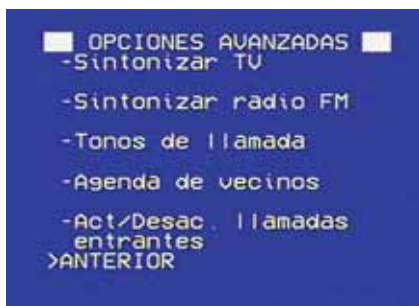 OPCIONES AVANZADAS
-Sintonizar TV
-Sintonizar radio FM
-Tonos de llamada
-Agenda de vecinos
-Act/Desac. llamadas
entrantes
>ANTERIOR